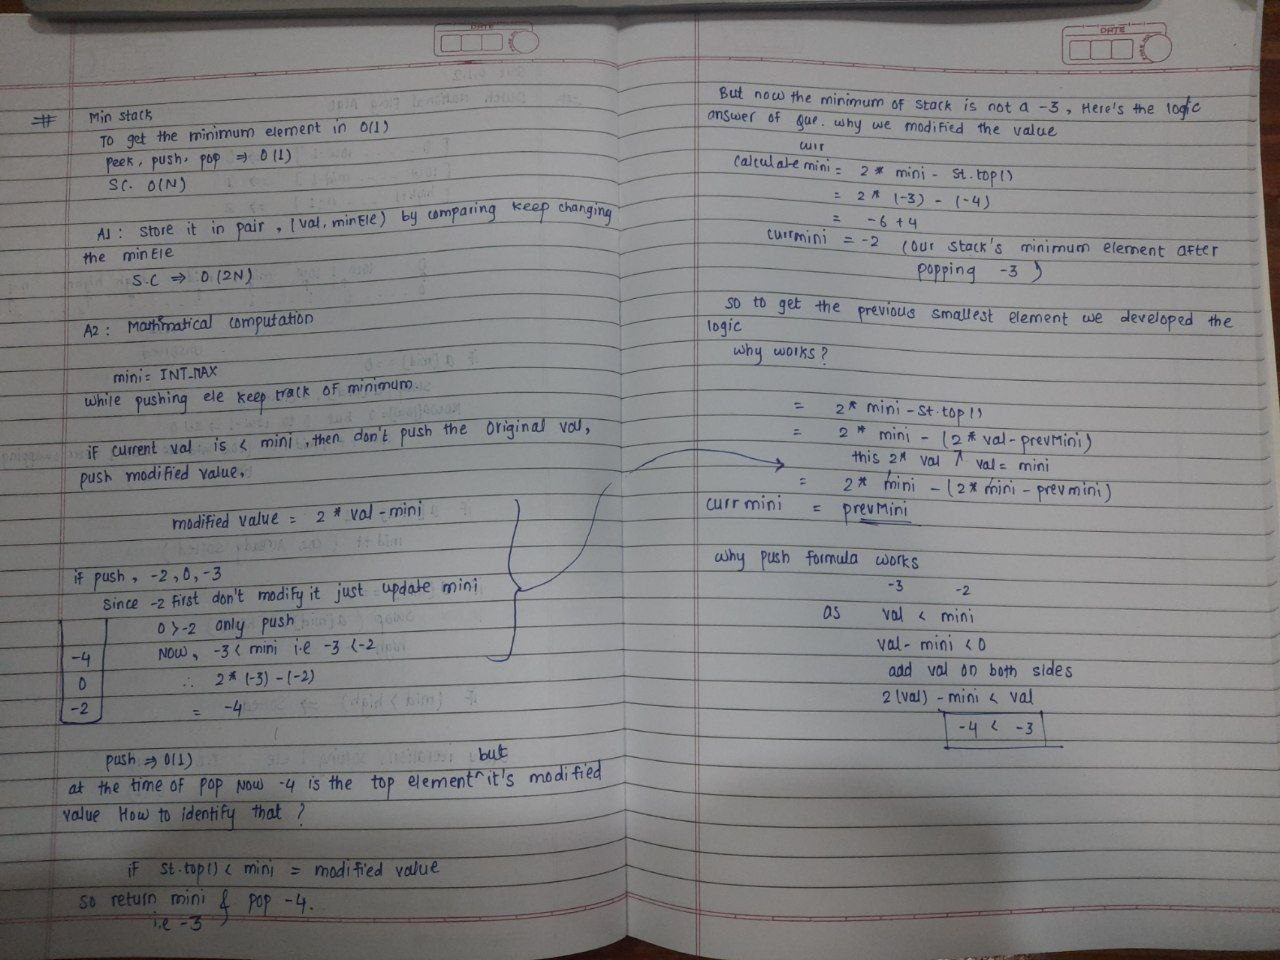 DATE
#
Min stack
To get the minimum element in O(1)
Peek, push, pop ⇒ O(1)
SC. O(N)
A1: store it in pair, (val, minEle) by comparing keep changing
the minEle
S.C ⇒ O(2N)
A2: Mathmatical computation
mini = INT_MAX
while pushing ele keep track of minimum
if current val is < mini, then don't push the original val,
push modified value.
modified value = 2 * val - mini
if push, -2, 0, -3
since -2 first don't modify it just update mini
0 > -2 only push
-4 Now, -3 < mini i.e -3 < -2
0 ∴ 2 * (-3) - (-2)
-2 = -4
push ⇒ O(1)
at the time of pop Now -4 is the top element ^ but it's modified
value How to identify that ?
if st.top() < mini = modified value
so return mini & pop -4.
i.e -3
DATE
But now the minimum of stack is not a -3, Here's the logic
answer of que. why we modified the value
curr
calculate mini = 2 * mini - st.top()
= 2 * (-3) - (-4)
= -6 + 4
currmini = -2 (our stack's minimum element after
popping -3)
so to get the previous smallest element we developed the
logic
why works?
= 2 * mini - st.top()
= 2 * mini - (2 * val - prevMini)
this 2 * val ↑ val = mini
= 2 * mini - (2 * mini - prevmini)
curr mini = prevMini
why push formula works
-3 -2
as val < mini
val - mini < 0
add val on both sides
2(val) - mini < val
-4 < -3